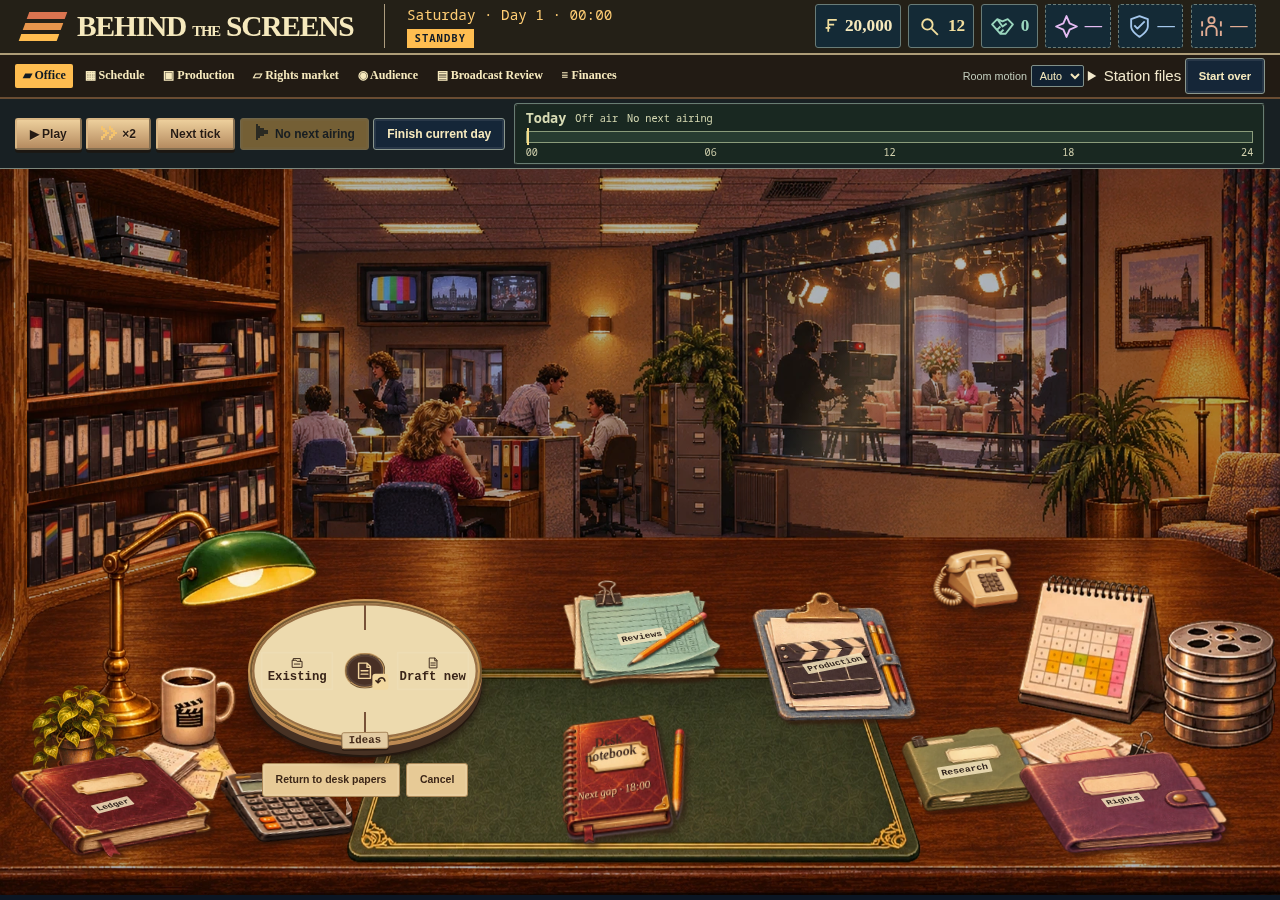 BEHIND THE SCREENS
Saturday · Day 1 · 00:00
STANDBY
20,000
12
0
—
—
—
Office
Schedule
Production
Rights market
Audience
Broadcast Review
Finances
Room motion
Auto
Station files
Start over
Play
×2
Next tick
No next airing
Finish current day
Today Off air No next airing
00 06 12 18 24
Reviews
Production
Existing
Draft new
Ideas
Return to desk papers
Cancel
Desk
notebook
Next gap · 18:00
Ledger
Research
Rights